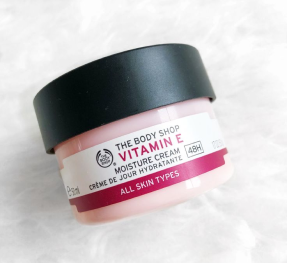 THE BODY SHOP
VITAMIN E
MOISTURE CREAM 48H
CRÈME DE JOUR HYDRATANTE
ALL SKIN TYPES